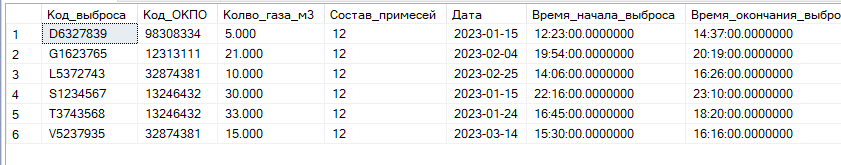 Код_выброса Код_ОКПО Колво_газа_м3 Состав_примесей Дата Время_начала_выброса Время_окончания_выбро
1 D6327839 98308334 5.000 12 2023-01-15 12:23:00.0000000 14:37:00.0000000
2 G1623765 12313111 21.000 12 2023-02-04 19:54:00.0000000 20:19:00.0000000
3 L5372743 32874381 10.000 12 2023-02-25 14:06:00.0000000 16:26:00.0000000
4 S1234567 13246432 30.000 12 2023-01-15 22:16:00.0000000 23:10:00.0000000
5 T3743568 13246432 33.000 12 2023-01-24 16:45:00.0000000 18:20:00.0000000
6 V5237935 32874381 15.000 12 2023-03-14 15:30:00.0000000 16:16:00.0000000